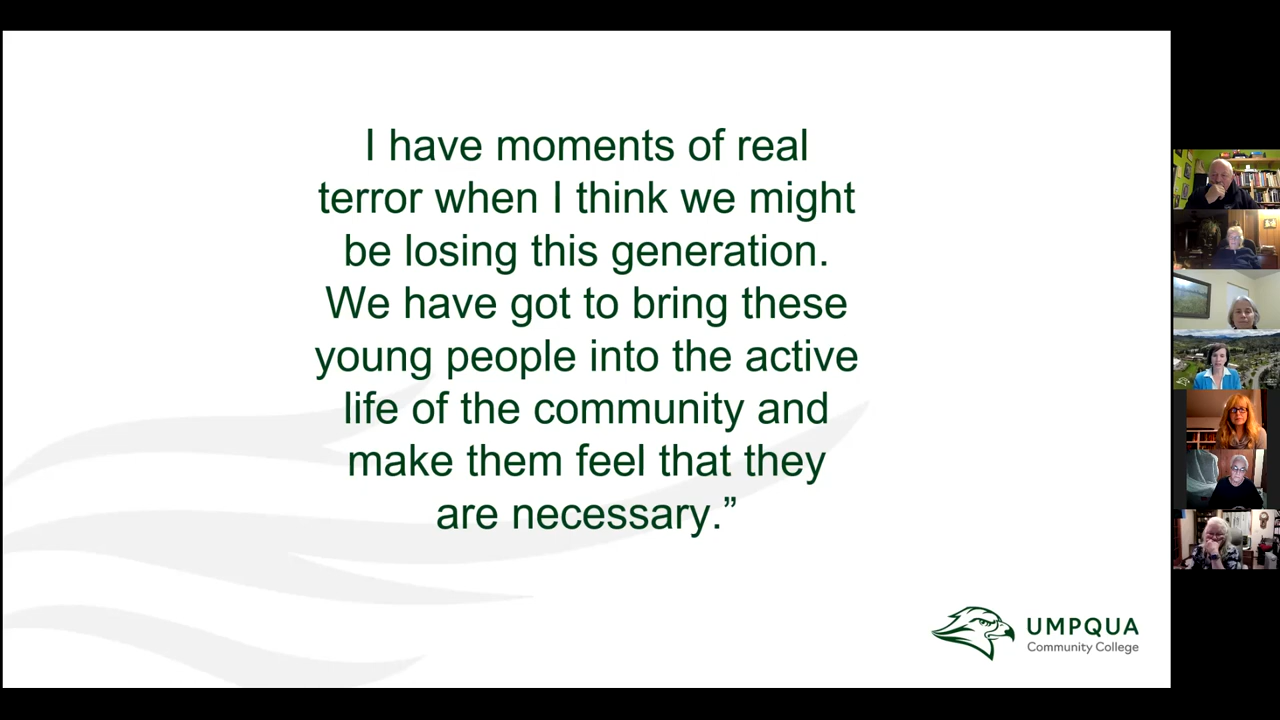 I have moments of real
terror when I think we might
be losing this generation.
We have got to bring these
young people into the active
life of the community and
make them feel that they
are necessary.”
UMPQUA
Community College